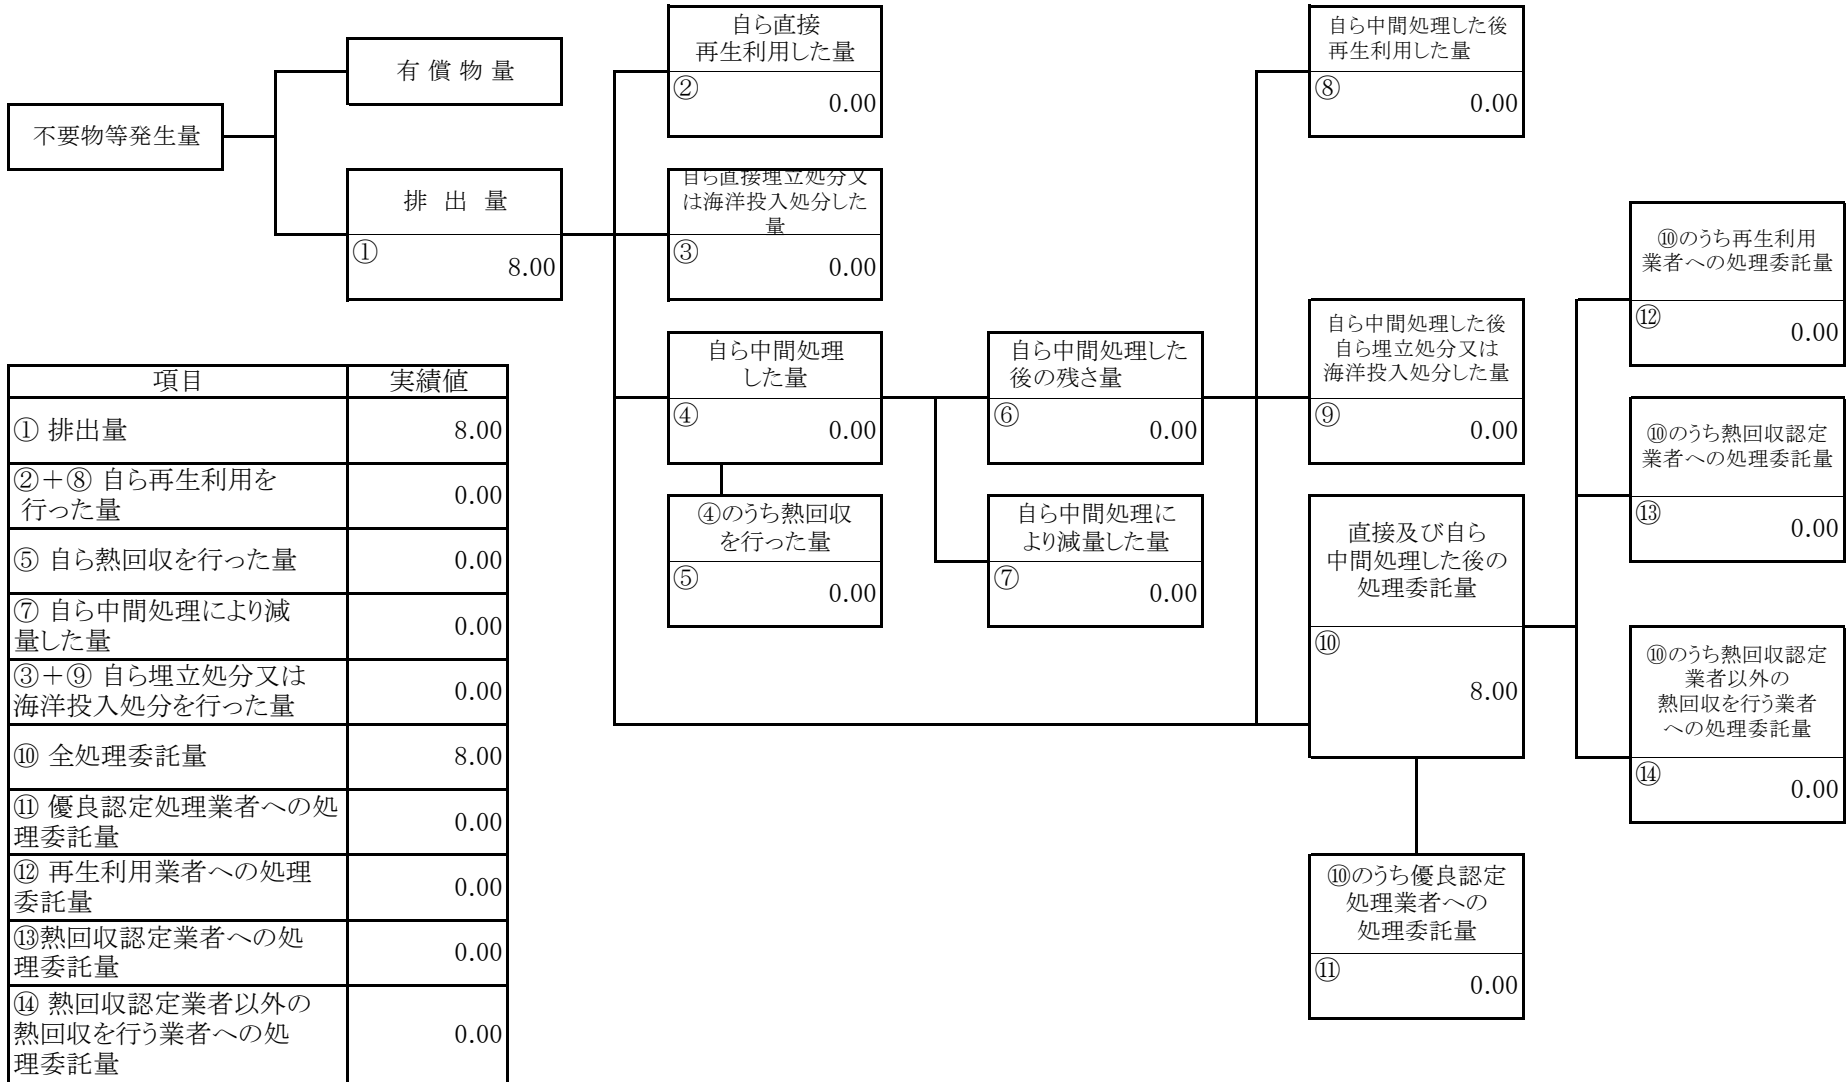 不要物等発生量
有 償 物 量
排 出 量
①
8.00
自ら直接
再生利用した量
②
0.00
自ら直接埋立処分又
は海洋投入処分した
量
③
0.00
自ら中間処理
した量
④
0.00
④のうち熱回収
を行った量
⑤
0.00
自ら中間処理した
後の残さ量
⑥
0.00
自ら中間処理に
より減量した量
⑦
0.00
自ら中間処理した後
再生利用した量
⑧
0.00
自ら中間処理した後
自ら埋立処分又は
海洋投入処分した量
⑨
0.00
直接及び自ら
中間処理した後の
処理委託量
⑩
8.00
⑩のうち優良認定
処理業者への
処理委託量
⑪
0.00
⑩のうち再生利用
業者への処理委託量
⑫
0.00
⑩のうち熱回収認定
業者への処理委託量
⑬
0.00
⑩のうち熱回収認定
業者以外の
熱回収を行う業者
への処理委託量
⑭
0.00
項目 実績値
① 排出量 8.00
②＋⑧ 自ら再生利用を
行った量 0.00
⑤ 自ら熱回収を行った量 0.00
⑦ 自ら中間処理により減
量した量 0.00
③＋⑨ 自ら埋立処分又は
海洋投入処分を行った量 0.00
⑩ 全処理委託量 8.00
⑪ 優良認定処理業者への処
理委託量 0.00
⑫ 再生利用業者への処理
委託量 0.00
⑬熱回収認定業者への処
理委託量 0.00
⑭ 熱回収認定業者以外の
熱回収を行う業者への処
理委託量 0.00